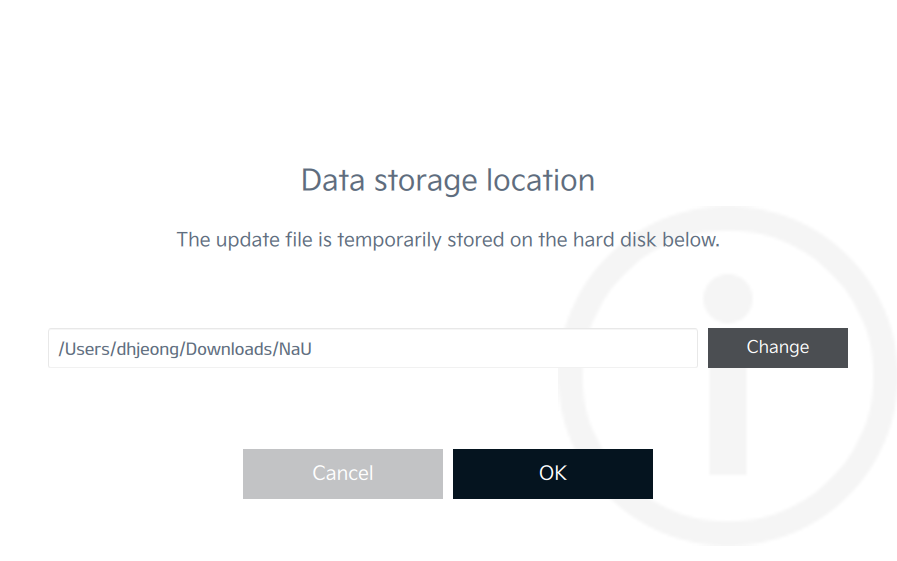 Data storage location
The update file is temporarily stored on the hard disk below.
/Users/dhjeong/Downloads/NaU
Change
Cancel
OK